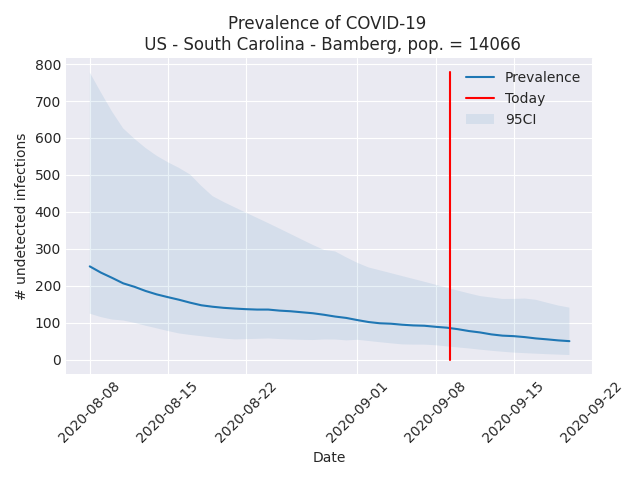 Prevalence of COVID-19
US - South Carolina - Bamberg, pop. = 14066
800
700
600
500
400
300
200
100
0
# undetected infections
Prevalence
Today
95CI
2020-08-08
2020-08-15
2020-08-22
2020-09-01
2020-09-08
2020-09-15
2020-09-22
Date